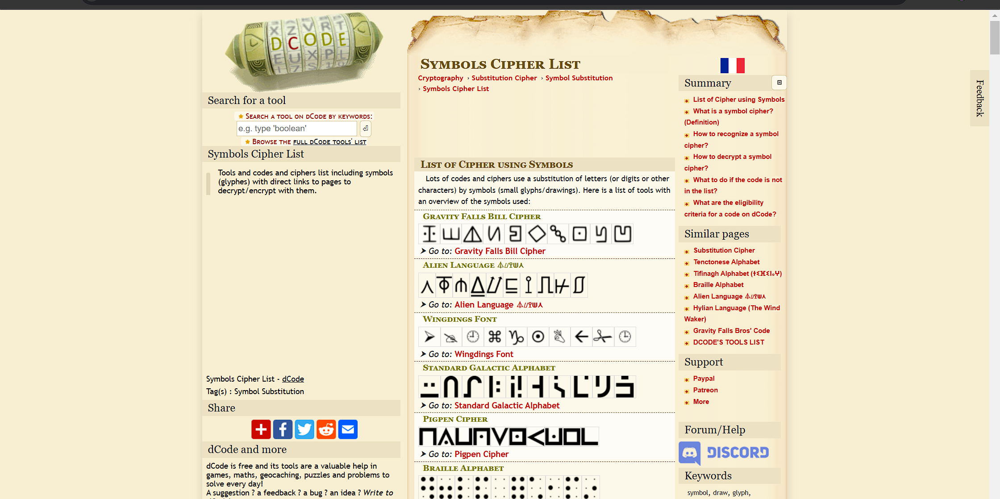 X Z V R T
D C O D E
E U X P L
Search for a tool
★ Search a tool on dCode by keywords:
e.g. type 'boolean'
★ Browse the full dCode tools' list
Symbols Cipher List
Tools and codes and ciphers list including symbols
(glyphes) with direct links to pages to
decrypt/encrypt with them.
Symbols Cipher List - dCode
Tag(s) : Symbol Substitution
Share
dCode and more
dCode is free and its tools are a valuable help in
games, maths, geocaching, puzzles and problems to
solve every day!
A suggestion ? a feedback ? a bug ? an idea ? Write to
Symbols Cipher List
Cryptography › Substitution Cipher › Symbol Substitution
› Symbols Cipher List
List of Cipher using Symbols
Lots of codes and ciphers use a substitution of letters (or digits or other
characters) by symbols (small glyphs/drawings). Here is a list of tools with
an overview of the symbols used:
Gravity Falls Bill Cipher
➤ Go to: Gravity Falls Bill Cipher
Alien Language
➤ Go to: Alien Language
Wingdings Font
➤ Go to: Wingdings Font
Standard Galactic Alphabet
➤ Go to: Standard Galactic Alphabet
Pigpen Cipher
➤ Go to: Pigpen Cipher
Braille Alphabet
Summary
List of Cipher using Symbols
What is a symbol cipher?
(Definition)
How to recognize a symbol
cipher?
How to decrypt a symbol
cipher?
What to do if the code is not
in the list?
What are the eligibility
criteria for a code on dCode?
Similar pages
Substitution Cipher
Tenctonese Alphabet
Tifinagh Alphabet (ⵜⵉⴼⵉⵏⴰⵖ)
Braille Alphabet
Alien Language
Hylian Language (The Wind
Waker)
Gravity Falls Bros' Code
DCODE'S TOOLS LIST
Support
Paypal
Patreon
More
Forum/Help
DISCORD
Keywords
symbol, draw, glyph,
Feedback